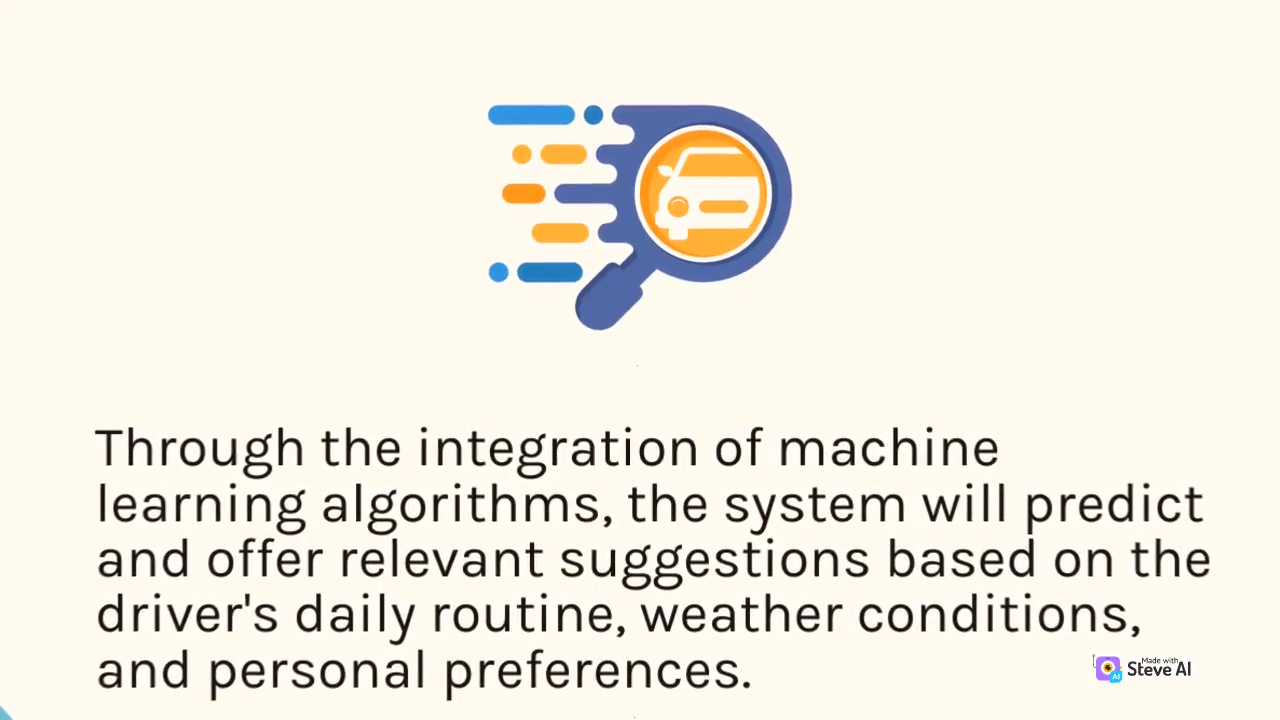 Through the integration of machine
learning algorithms, the system will predict
and offer relevant suggestions based on the
driver's daily routine, weather conditions,
and personal preferences.
Made with
Steve AI
AI